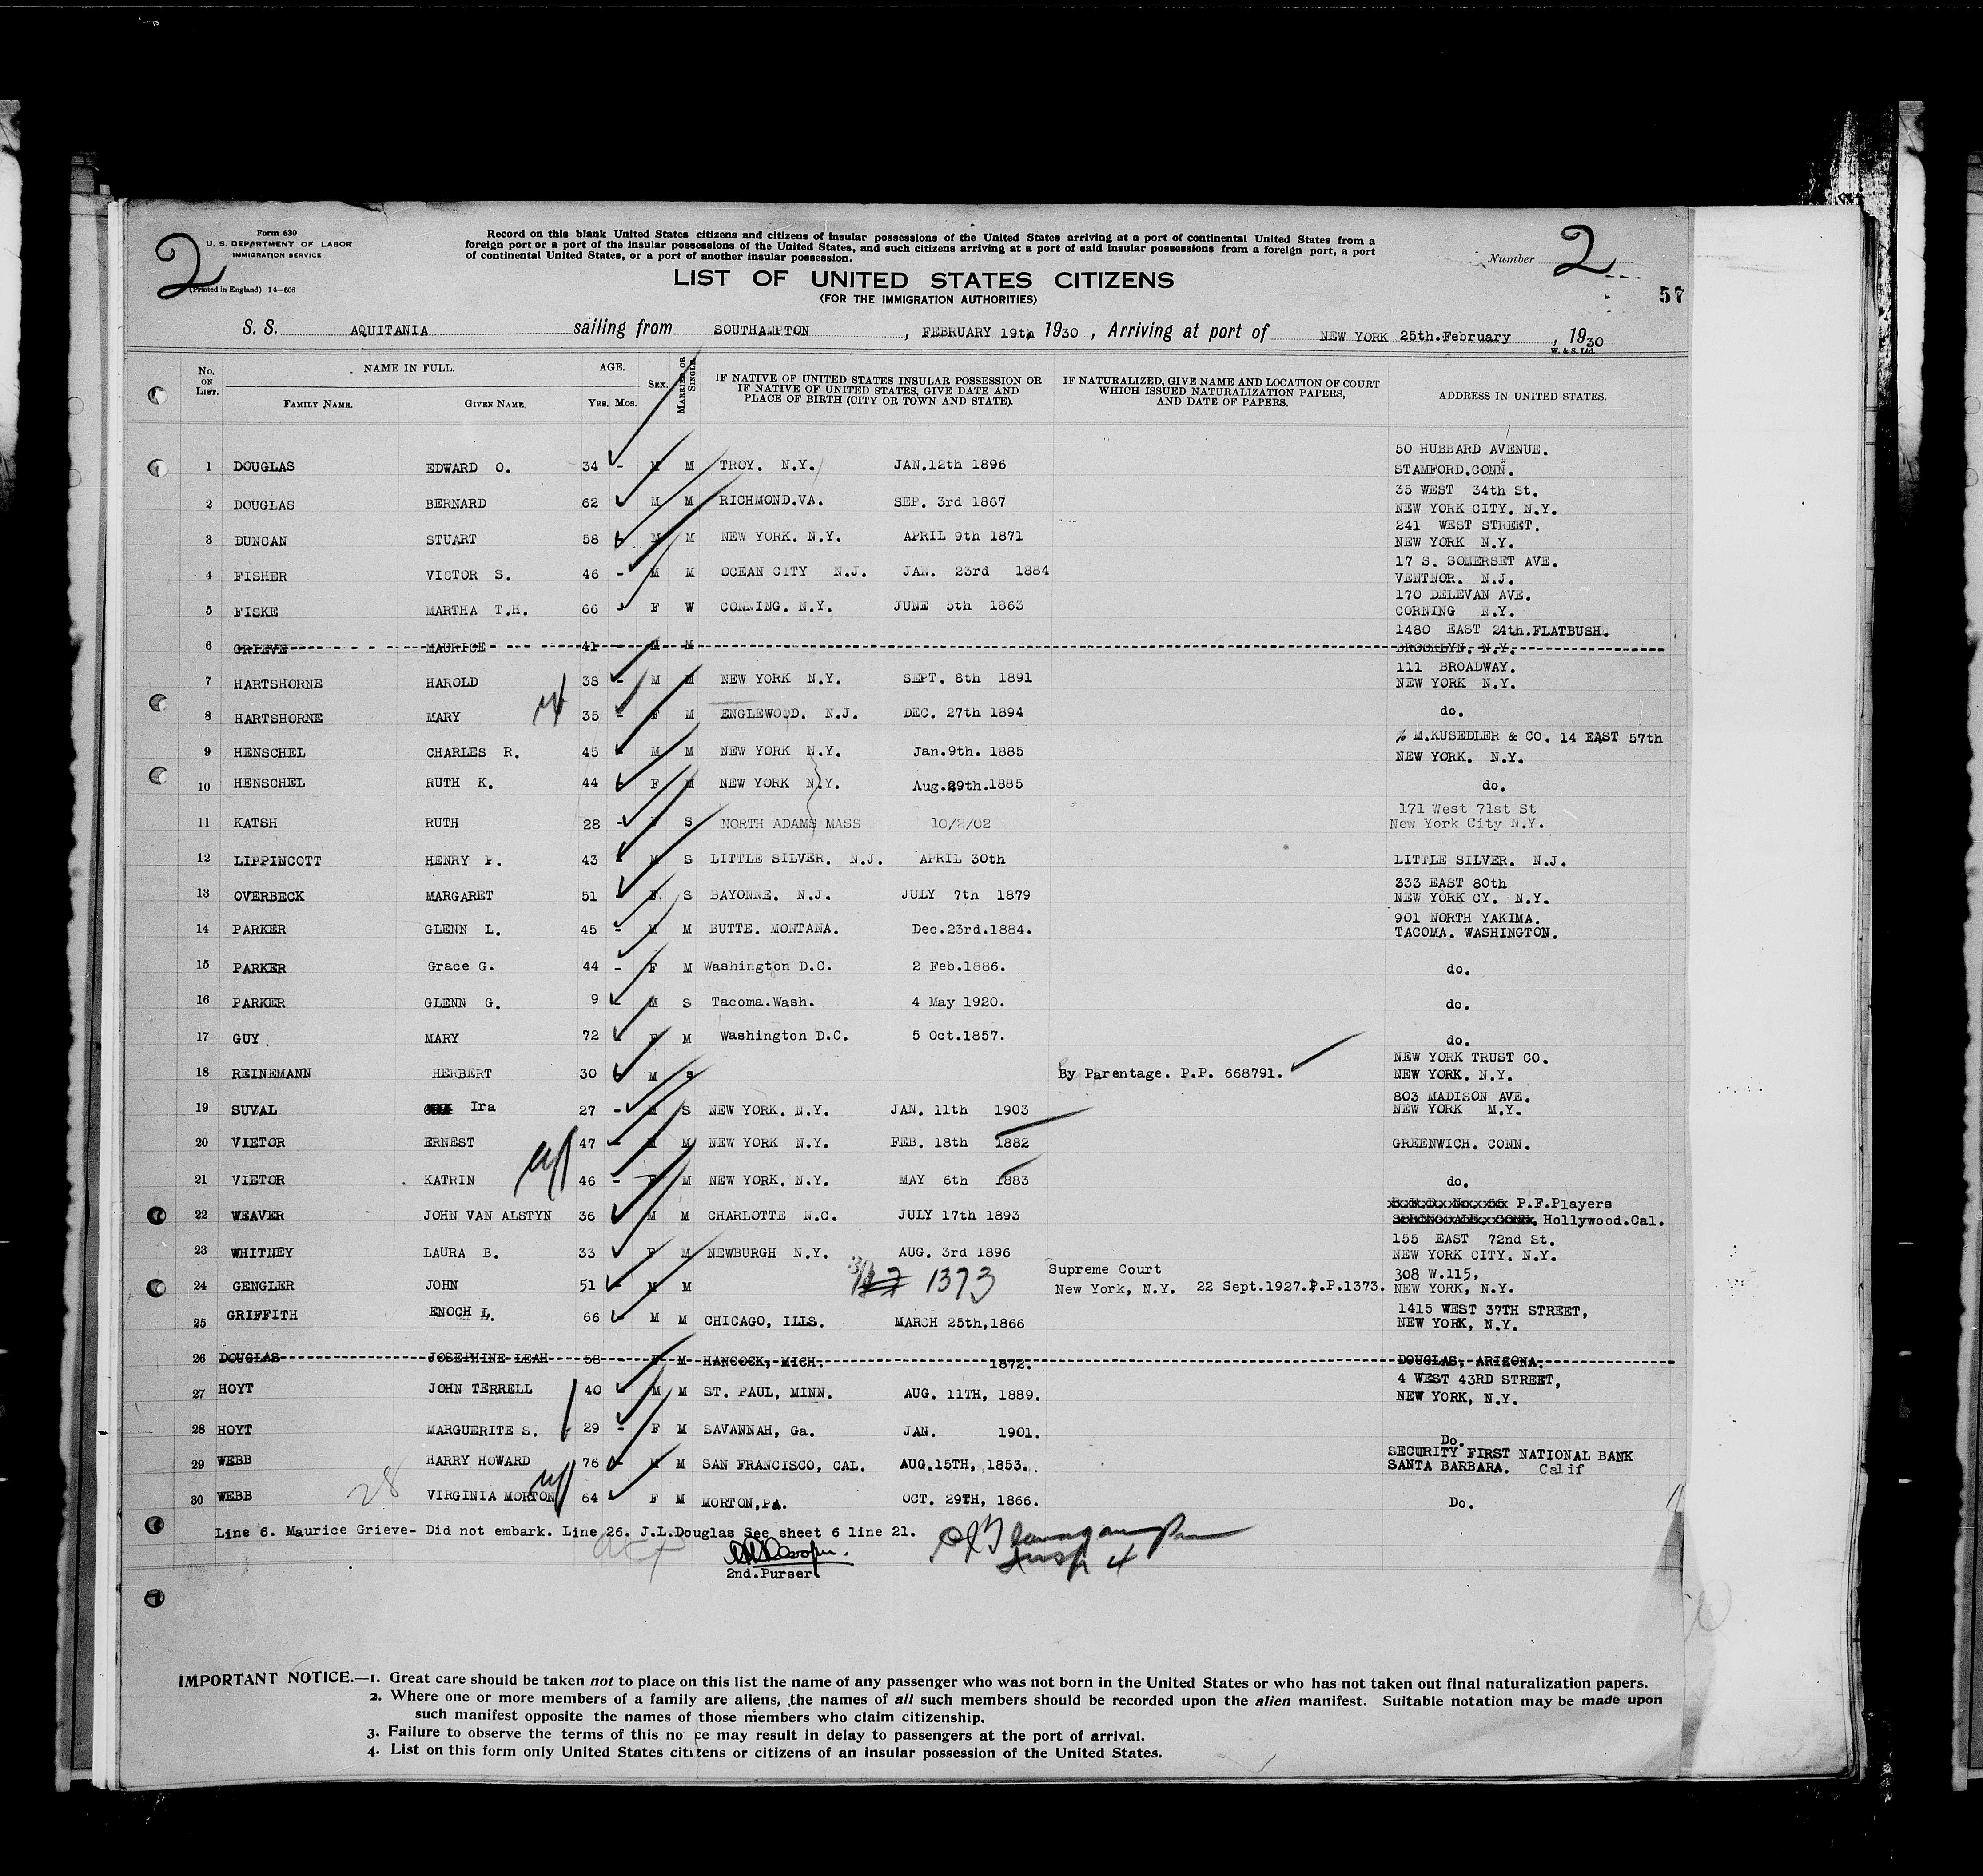 2
Form 630
U. S. DEPARTMENT OF LABOR
IMMIGRATION SERVICE
(Printed in England) 14—608
Record on this blank United States citizens and citizens of insular possessions of the United States arriving at a port of continental United States from a
foreign port or a port of the insular possessions of the United States, and such citizens arriving at a port of said insular possessions from a foreign port, a port
of continental United States, or a port of another insular possession.
Number 2
LIST OF UNITED STATES CITIZENS
(FOR THE IMMIGRATION AUTHORITIES)
57
S. S. AQUITANIA sailing from SOUTHAMPTON, FEBRUARY 19th 1930, Arriving at port of NEW YORK 25th.February, 1930
W. & S. Ltd.
No. ON LIST. NAME IN FULL. FAMILY NAME. GIVEN NAME. AGE. YRS. MOS. SEX. MARRIED OR SINGLE. IF NATIVE OF UNITED STATES INSULAR POSSESSION OR IF NATIVE OF UNITED STATES, GIVE DATE AND PLACE OF BIRTH (CITY OR TOWN AND STATE). IF NATURALIZED, GIVE NAME AND LOCATION OF COURT WHICH ISSUED NATURALIZATION PAPERS, AND DATE OF PAPERS. ADDRESS IN UNITED STATES.
1 DOUGLAS EDWARD O. 34 - M M TROY. N.Y. JAN.12th 1896 50 HUBBARD AVENUE. STAMFORD.CONN.
2 DOUGLAS BERNARD 62 M M RICHMOND.VA. SEP. 3rd 1867 35 WEST 34th St. NEW YORK CITY. N.Y.
3 DUNCAN STUART 58 - M M NEW YORK. N.Y. APRIL 9th 1871 241 WEST STREET. NEW YORK N.Y.
4 FISHER VICTOR S. 46 - M M OCEAN CITY N.J. JAN. 23rd 1884 17 S. SOMERSET AVE. VENTNOR. N.J.
5 FISKE MARTHA T.H. 66 - F W CONNING. N.Y. JUNE 5th 1863 170 DELEVAN AVE. CORNING N.Y.
6 GRIEVE MAURICE 41 M M 1480 EAST 24th.FLATBUSH. BROOKLYN. N.Y.
7 HARTSHORNE HAROLD 38 - M M NEW YORK N.Y. SEPT. 8th 1891 111 BROADWAY. NEW YORK N.Y.
8 HARTSHORNE MARY 35 - F M ENGLEWOOD. N.J. DEC. 27th 1894 do.
9 HENSCHEL CHARLES R. 45 - M M NEW YORK N.Y. Jan.9th. 1885 % M.KUSEDLER & CO. 14 EAST 57th NEW YORK. N.Y.
10 HENSCHEL RUTH K. 44 - F M NEW YORK N.Y. Aug.29th.1885 do.
11 KATSH RUTH 28 - F S NORTH ADAMS MASS 10/2/02 171 West 71st St New York City N.Y.
12 LIPPINCOTT HENRY P. 43 - M S LITTLE SILVER. N.J. APRIL 30th LITTLE SILVER. N.J.
13 OVERBECK MARGARET 51 - F. S BAYONNE. N.J. JULY 7th 1879 333 EAST 80th NEW YORK CY. N.Y.
14 PARKER GLENN L. 45 - M M BUTTE. MONTANA. Dec.23rd.1884. 901 NORTH YAKIMA. TACOMA. WASHINGTON.
15 PARKER Grace G. 44 - F M Washington D.C. 2 Feb.1886. do.
16 PARKER GLENN G. 9 - M S Tacoma.Wash. 4 May 1920. do.
17 GUY. MARY 72 - F M Washington D.C. 5 Oct.1857. do.
18 REINEMANN HERBERT 30 - M S By Parentage. P.P. 668791. NEW YORK TRUST CO. NEW YORK. N.Y.
19 SUVAL Ira 27 - M S NEW YORK. N.Y. JAN. 11th 1903 803 MADISON AVE. NEW YORK M.Y.
20 VIETOR ERNEST 47 - M M NEW YORK N.Y. FEB. 18th 1882 GREENWICH. CONN.
21 VIETOR KATRIN 46 - F M NEW YORK. N.Y. MAY 6th 1883 do.
22 WEAVER JOHN VAN ALSTYN 36 M M CHARLOTTE N.C. JULY 17th 1893 P.F.Players Hollywood.Cal.
23 WHITNEY LAURA B. 33 F M NEWBURGH N.Y. AUG. 3rd 1896 155 EAST 72nd St. NEW YORK CITY. N.Y.
24 GENGLER JOHN 51 - M M 1373 Supreme Court New York, N.Y. 22 Sept.1927.P.P.1373. 308 W.115, NEW YORK, N.Y.
25 GRIFFITH ENOCH L. 66 - M M CHICAGO, ILLS. MARCH 25th,1866 1415 WEST 37TH STREET, NEW YORK, N.Y.
26 DOUGLAS JOSEPHINE LEAH 58 F M HANCOCK, MICH. 1872. DOUGLAS, ARIZONA.
27 HOYT JOHN TERRELL 40 - M M ST. PAUL, MINN. AUG. 11TH, 1889. 4 WEST 43RD STREET, NEW YORK, N.Y.
28 HOYT MARGUERITE S. 29 - F M SAVANNAH, Ga. JAN. 1901. Do.
29 WEBB HARRY HOWARD 76 - M M SAN FRANCISCO, CAL. AUG.15TH, 1853. SECURITY FIRST NATIONAL BANK SANTA BARBARA. Calif
30 WEBB VIRGINIA MORTON 64 - F M MORTON,PA. OCT. 29TH, 1866. Do.
28
Line 6. Maurice Grieve- Did not embark. Line 26. J.L.Douglas See sheet 6 line 21.
2nd.Purser.
Insp 4
IMPORTANT NOTICE.—1. Great care should be taken not to place on this list the name of any passenger who was not born in the United States or who has not taken out final naturalization papers.
2. Where one or more members of a family are aliens, the names of all such members should be recorded upon the alien manifest. Suitable notation may be made upon
such manifest opposite the names of those members who claim citizenship.
3. Failure to observe the terms of this no ce may result in delay to passengers at the port of arrival.
4. List on this form only United States citizens or citizens of an insular possession of the United States.